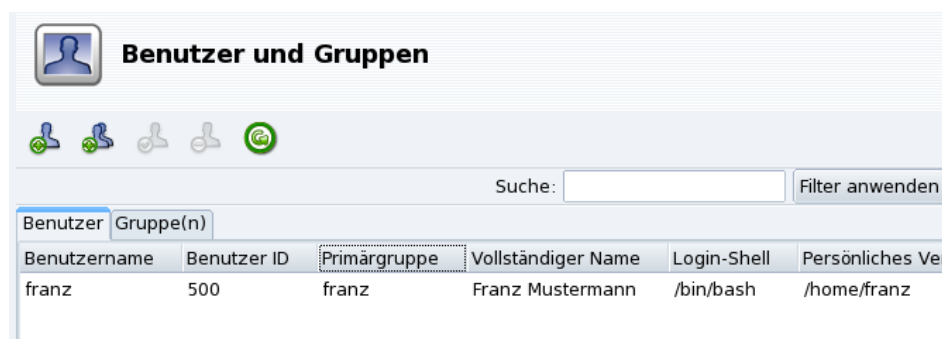 Benutzer und Gruppen
Suche: Filter anwenden
Benutzer Gruppe(n)
Benutzername Benutzer ID Primärgruppe Vollständiger Name Login-Shell Persönliches
franz 500 franz Franz Mustermann /bin/bash /home/franz